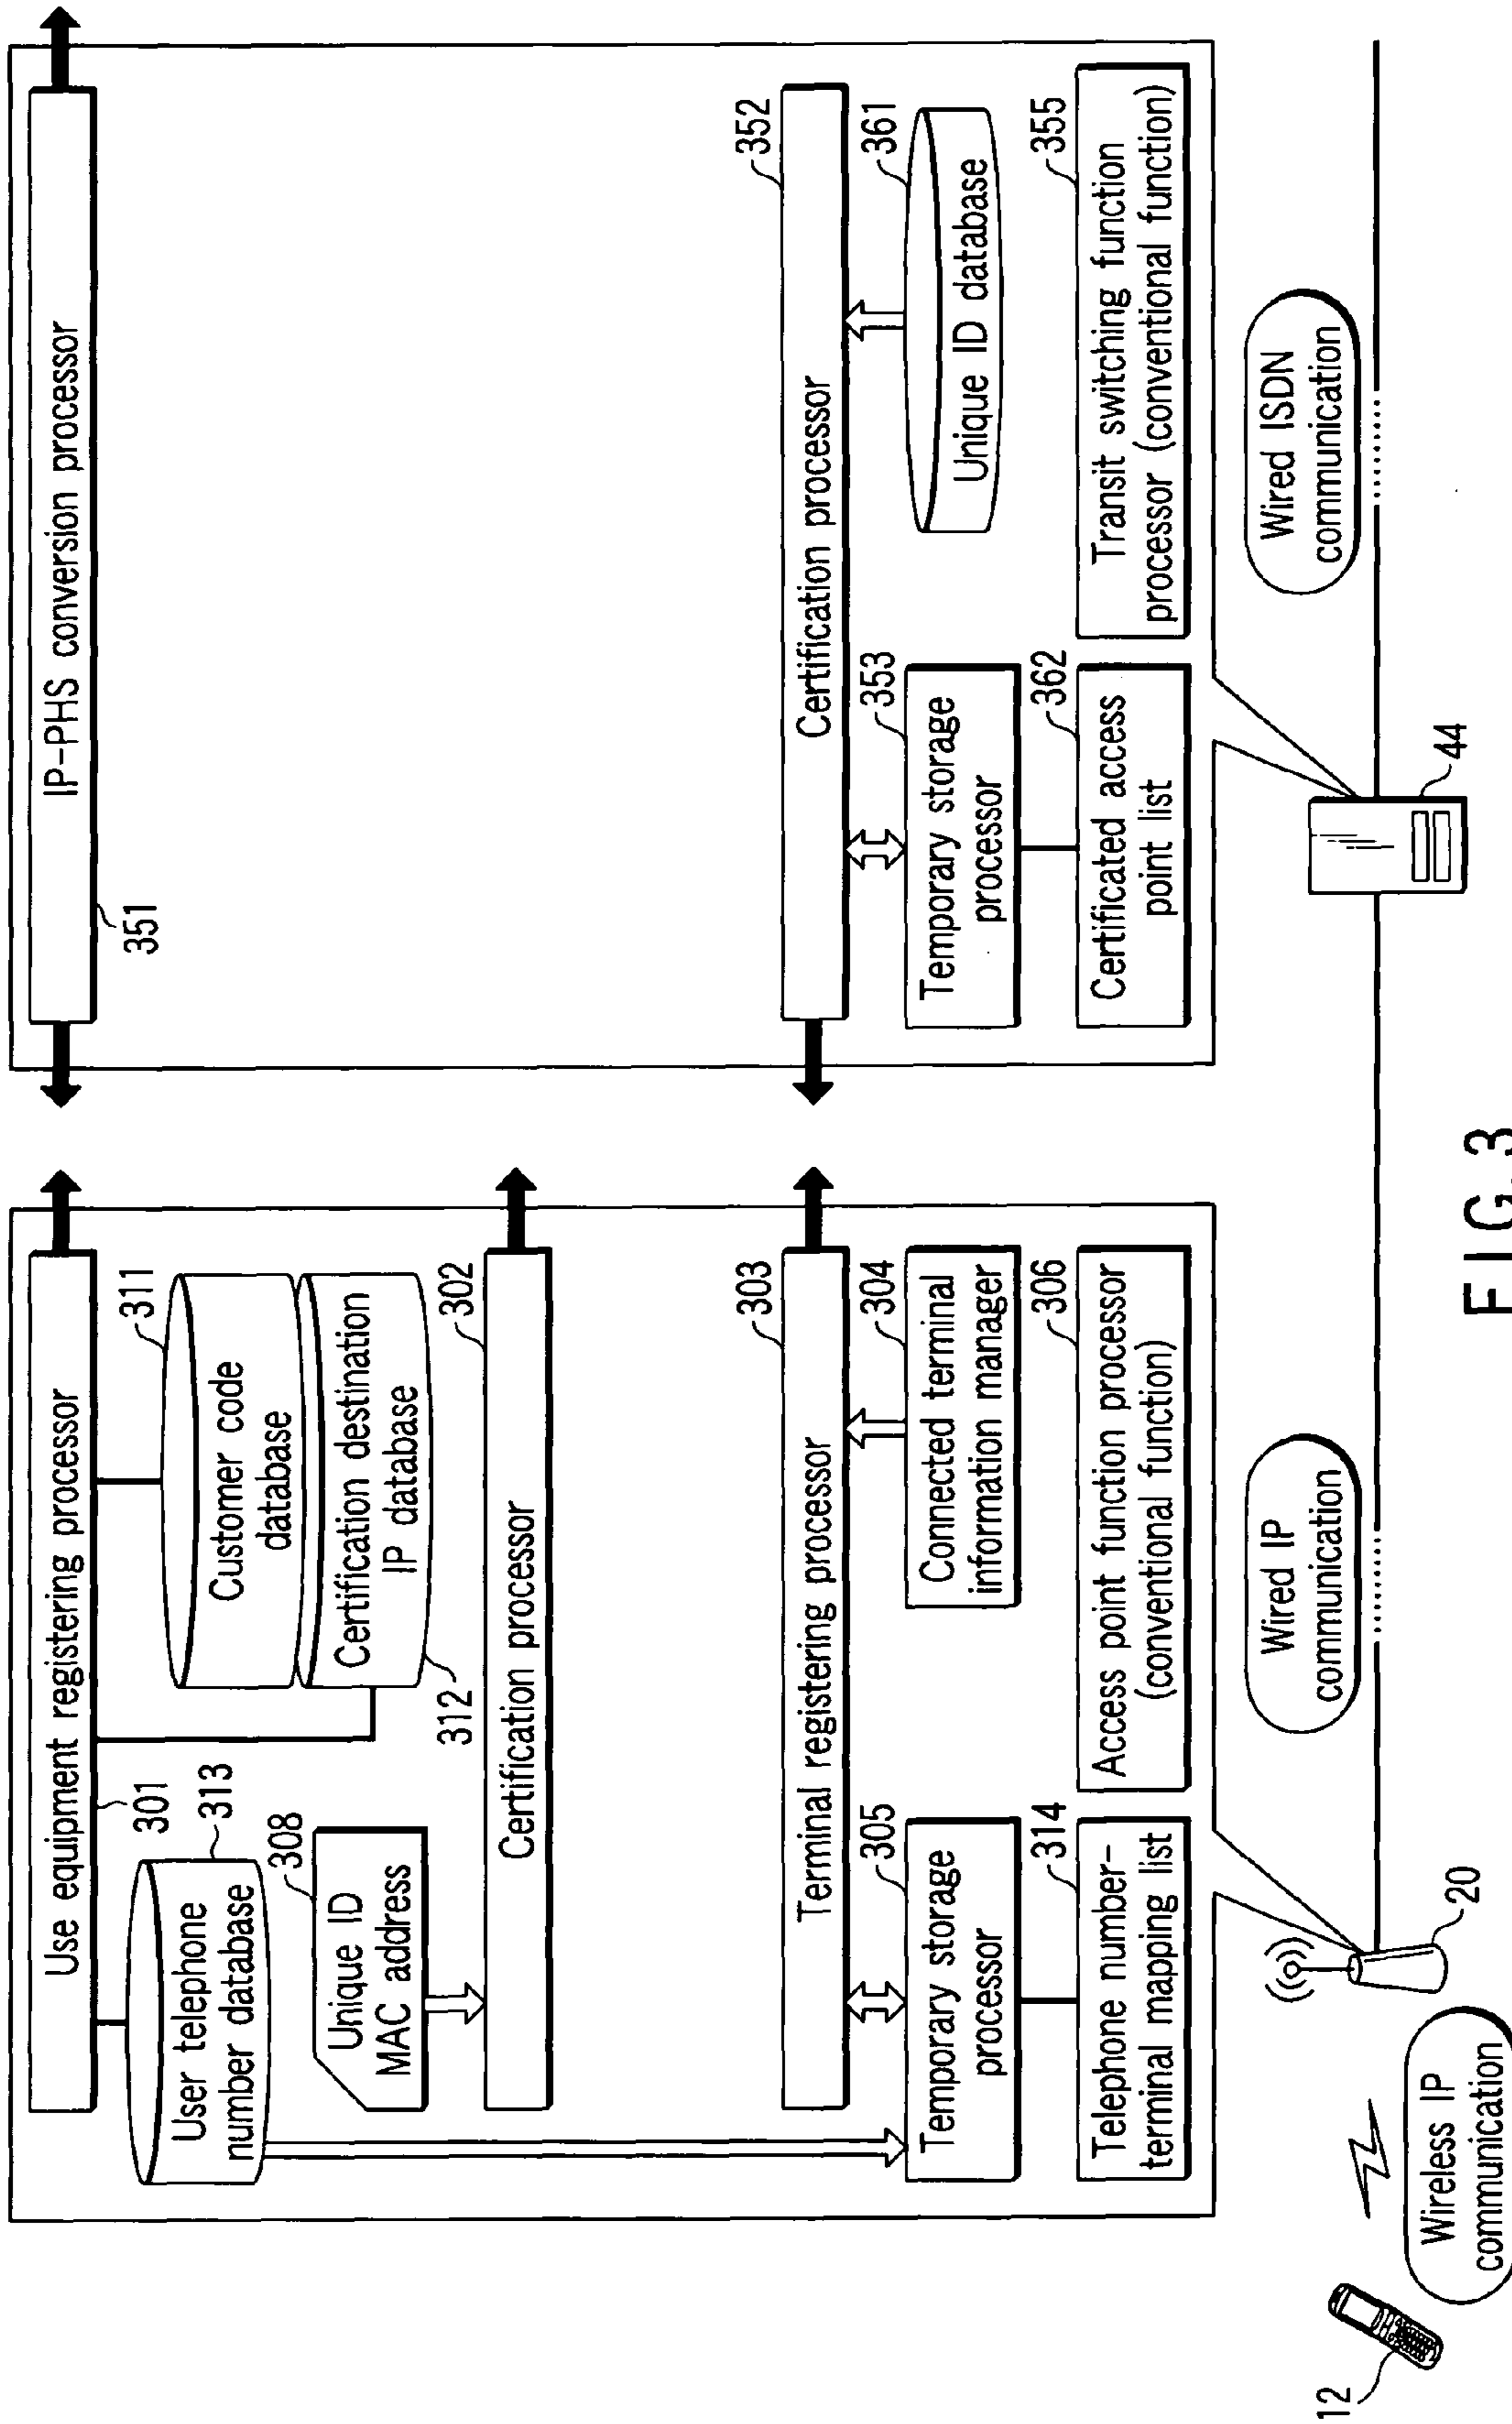 Use equipment registering processor
301
User telephone
number database
313
Customer code
database
311
Certification destination
IP database
312
Unique ID
MAC address
308
Certification processor
302
Terminal registering processor
303
Temporary storage
processor
305
Connected terminal
information manager
304
Telephone number-
terminal mapping list
314
Access point function processor
(conventional function)
306
IP-PHS conversion processor
351
Certification processor
352
Temporary storage
processor
353
Unique ID database
361
Certificated access
point list
362
Transit switching function
processor (conventional function)
355
12
Wireless IP
communication
20
Wired IP
communication
44
Wired ISDN
communication
FIG. 3